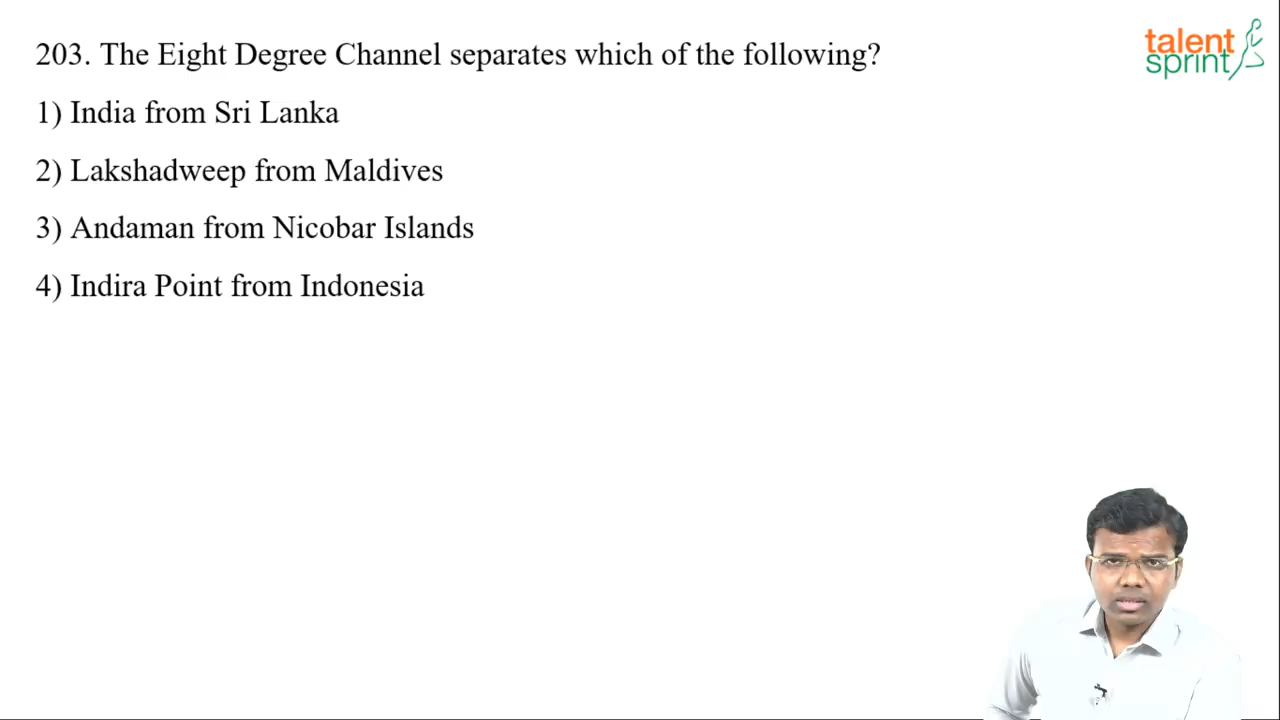 203. The Eight Degree Channel separates which of the following?
1) India from Sri Lanka
2) Lakshadweep from Maldives
3) Andaman from Nicobar Islands
4) Indira Point from Indonesia
talent
sprint